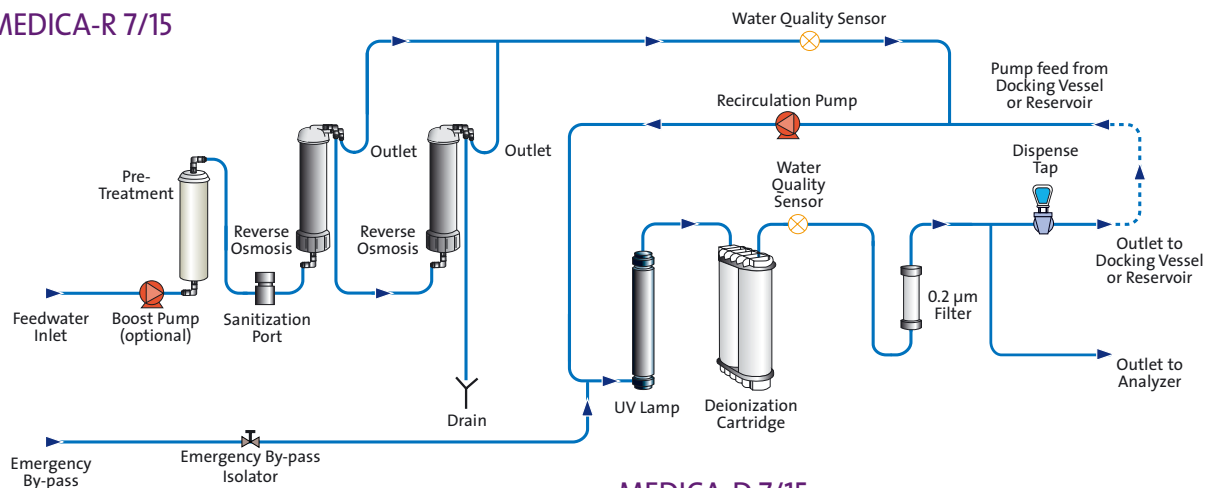 MEDICA-R 7/15
Water Quality Sensor
Pump feed from
Docking Vessel
or Reservoir
Recirculation Pump
Outlet
Outlet
Dispense
Tap
Water
Quality
Sensor
Pre-
Treatment
Reverse
Osmosis
Reverse
Osmosis
Outlet to
Docking Vessel
or Reservoir
0.2 µm
Filter
Feedwater
Inlet
Boost Pump
(optional)
Sanitization
Port
Outlet to
Analyzer
UV Lamp
Deionization
Cartridge
Drain
Emergency By-pass
Isolator
Emergency
By-pass
MEDICA-D 7/15